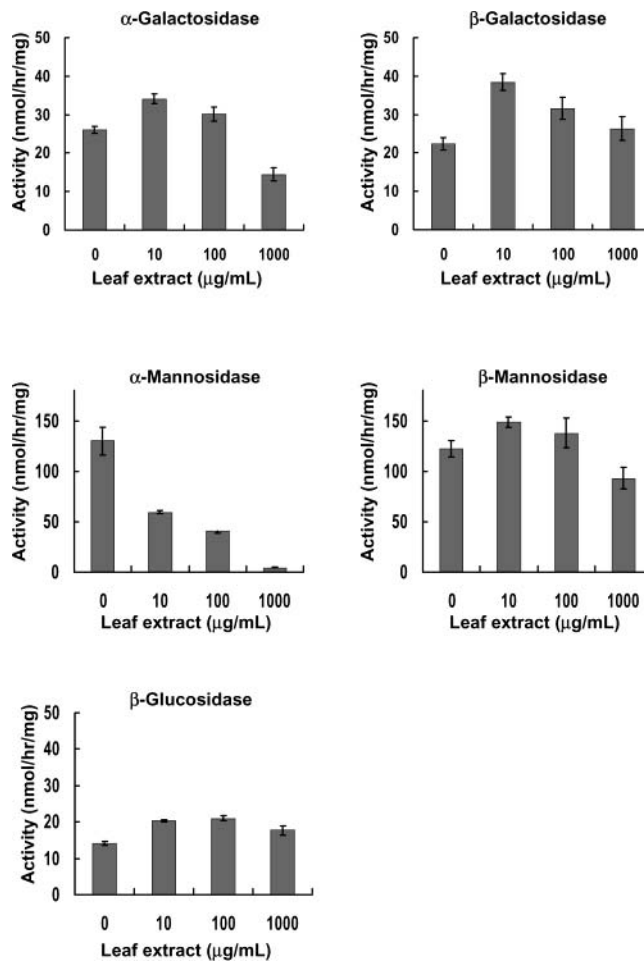 α-Galactosidase
Activity (nmol/hr/mg)
50
40
30
20
10
0
0 10 100 1000
Leaf extract (μg/mL)
β-Galactosidase
Activity (nmol/hr/mg)
50
40
30
20
10
0
0 10 100 1000
Leaf extract (μg/mL)
α-Mannosidase
Activity (nmol/hr/mg)
150
100
50
0
0 10 100 1000
Leaf extract (μg/mL)
β-Mannosidase
Activity (nmol/hr/mg)
150
100
50
0
0 10 100 1000
Leaf extract (μg/mL)
β-Glucosidase
Activity (nmol/hr/mg)
50
40
30
20
10
0
0 10 100 1000
Leaf extract (μg/mL)